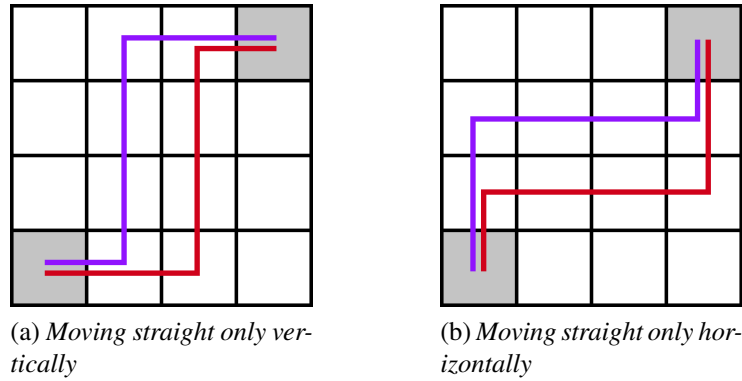 (a) Moving straight only ver-
tically
(b) Moving straight only hor-
izontally